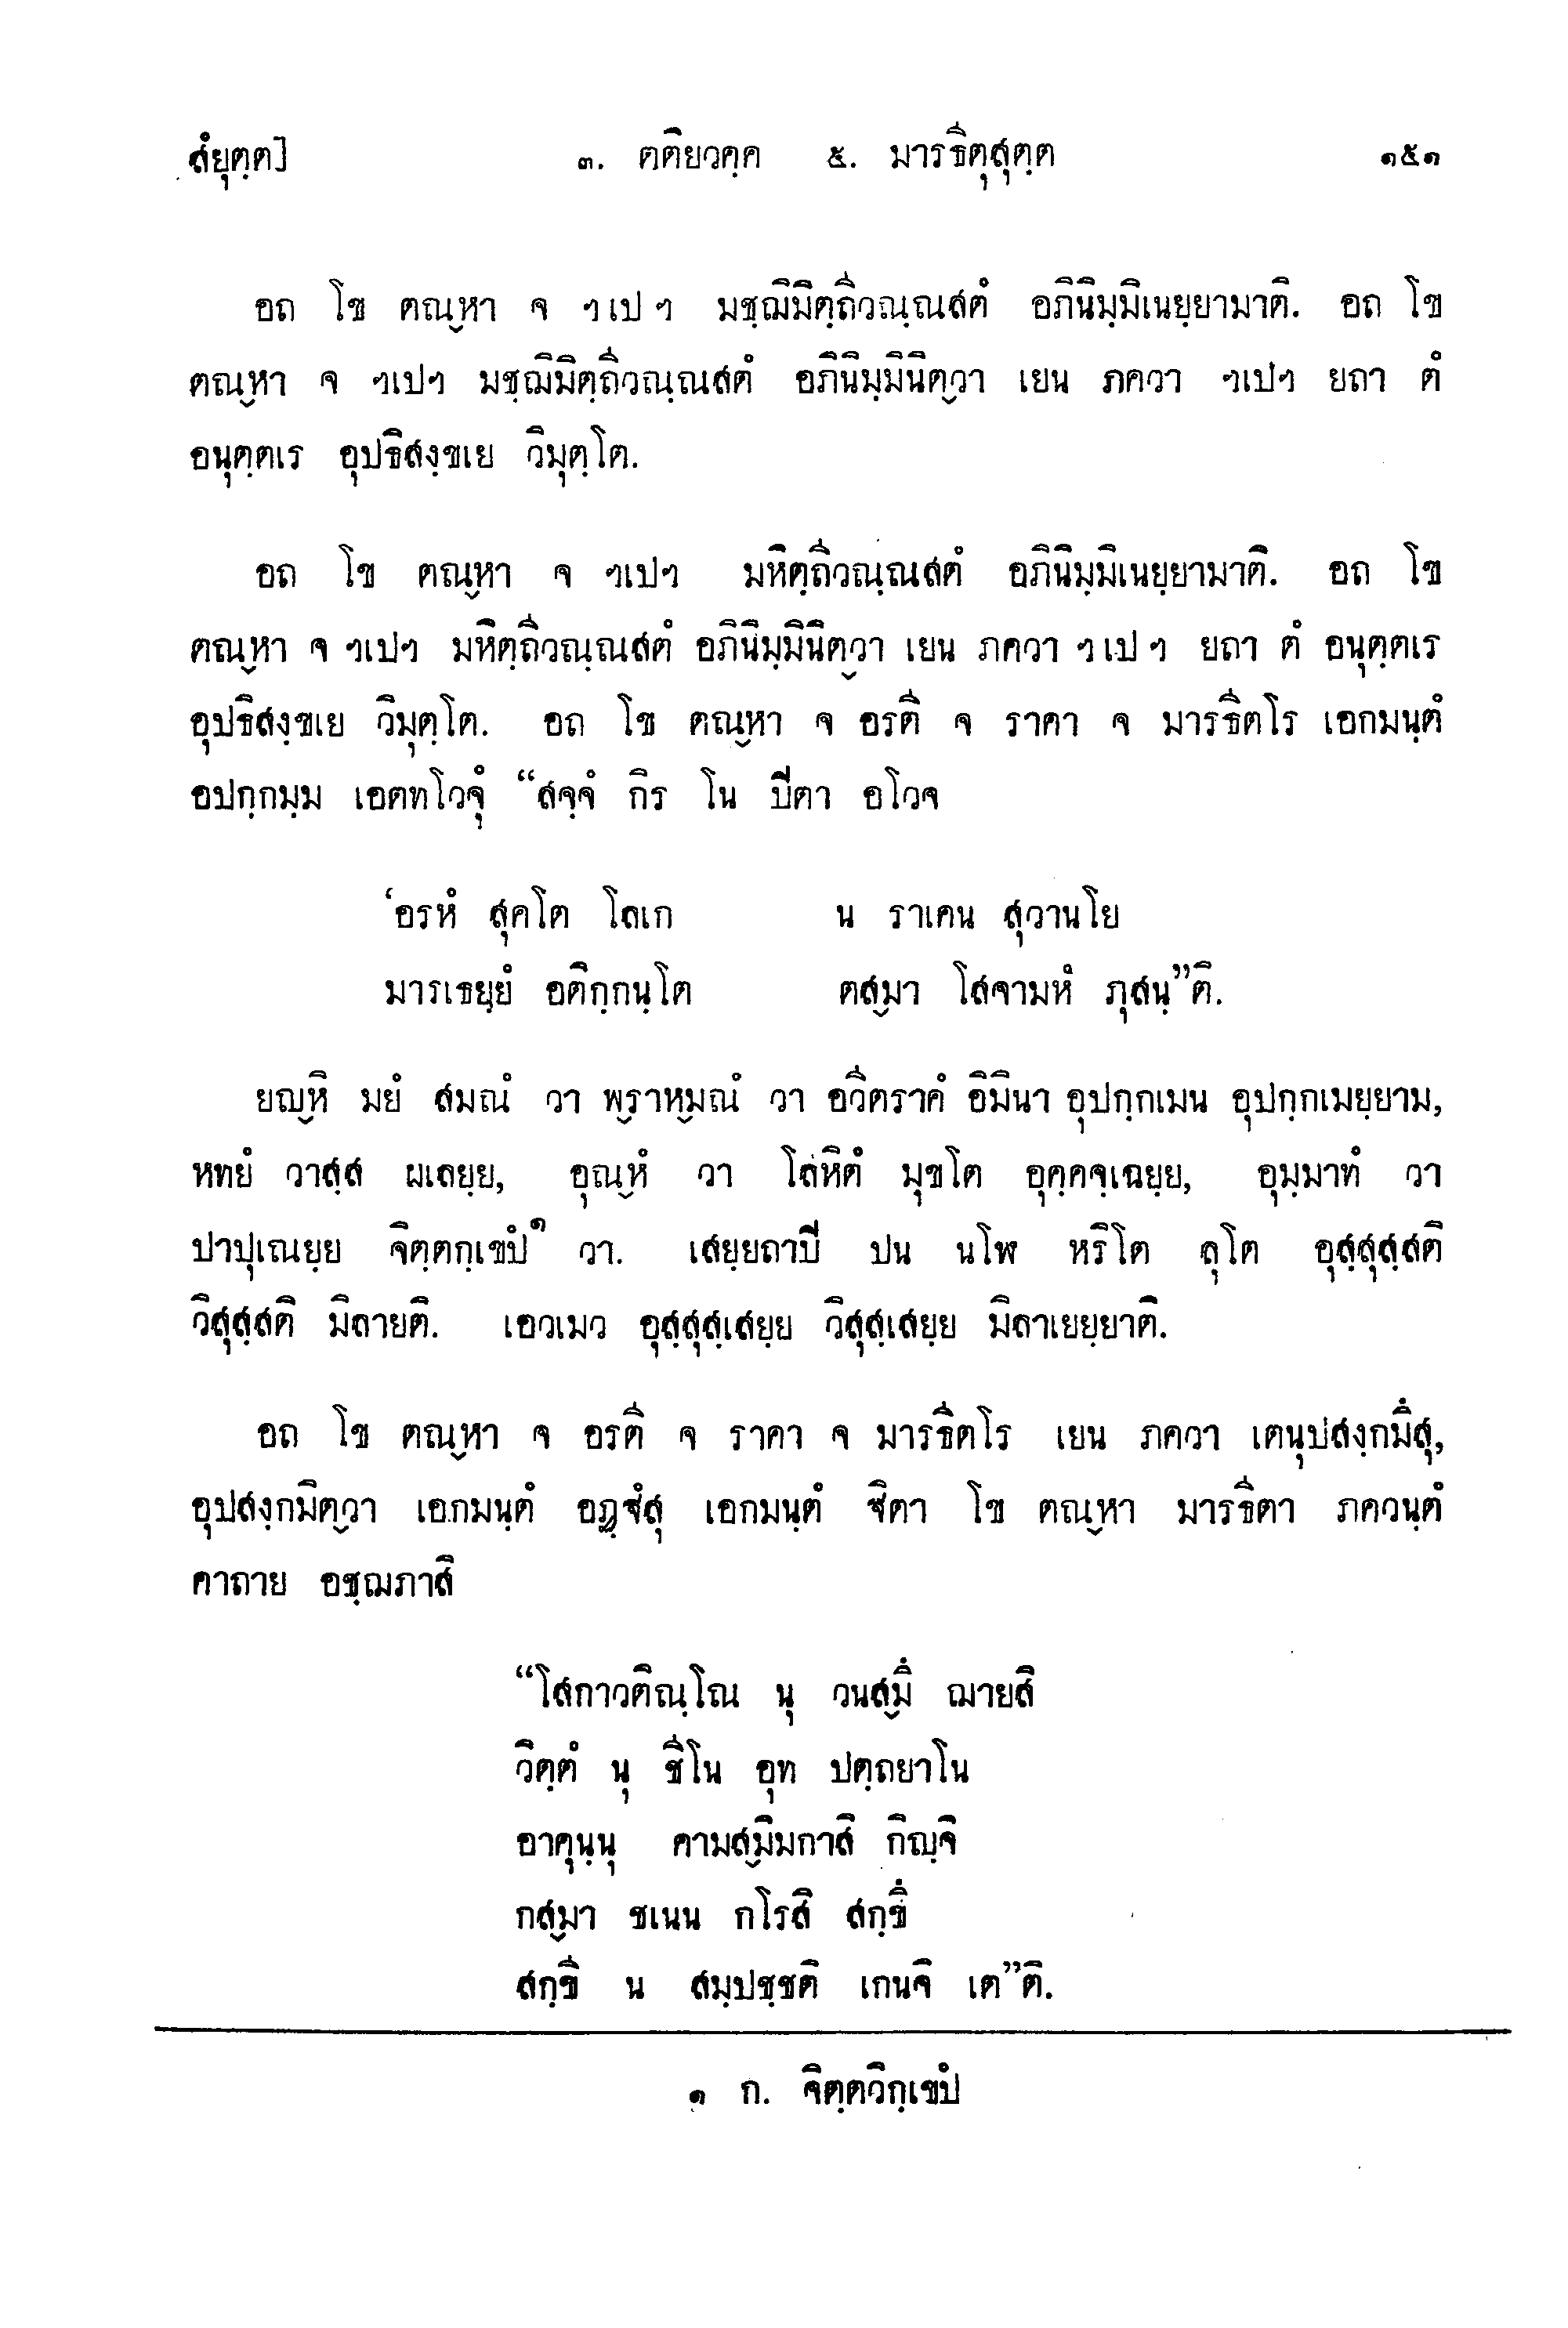 สํยุตฺต] ๓. ตติยวคฺค ๕. มารธีตุสุตฺต ๑๕๑
อถ โข ตณฺหา จ ฯเปฯ มชฺฌิมิตฺถีวณฺณสตํ อภินิมฺมิเนยฺยามาติ. อถ โข
ตณฺหา จ ฯเปฯ มชฺฌิมิตฺถีวณฺณสตํ อภินิมฺมินิตฺวา เยน ภควา ฯเปฯ ยถา ตํ
อนุตฺตเร อุปธิสงฺขเย วิมุตฺโต.
อถ โข ตณฺหา จ ฯเปฯ มหิตฺถีวณฺณสตํ อภินิมฺมิเนยฺยามาติ. อถ โข
ตณฺหา จ ฯเปฯ มหิตฺถีวณฺณสตํ อภินิมฺมินิตฺวา เยน ภควา ฯเปฯ ยถา ตํ อนุตฺตเร
อุปธิสงฺขเย วิมุตฺโต. อถ โข ตณฺหา จ อรตี จ ราคา จ มารธีตโร เอกมนฺตํ
อปกฺกมฺม เอตทโวจุํ “สจฺจํ กิร โน ปิตา อโวจ
‘อรหํ สุคโต โลเก น ราเคน สุวานโย
มารเธยฺยํ อติกฺกนฺโต ตสฺมา โสจามหํ ภุสนฺ”ติ.
ยญฺหิ มยํ สมณํ วา พฺราหฺมณํ วา อวีตราคํ อิมินา อุปกฺกเมน อุปกฺกเมยฺยาม,
หทยํ วาสฺส ผเลยฺย, อุณฺหํ วา โลหิตํ มุขโต อุคฺคจฺเฉยฺย, อุมฺมาทํ วา
ปาปุเณยฺย จิตฺตกฺเขปํ๑ วา. เสยฺยถาปิ ปน นโฬ หริโต ลุโต อุสฺสุสฺสติ
วิสุสฺสติ มิลายติ. เอวเมว อุสฺสุสฺเสยฺย วิสุสฺเสยฺย มิลาเยยฺยาติ.
อถ โข ตณฺหา จ อรตี จ ราคา จ มารธีตโร เยน ภควา เตนุปสงฺกมึสุ,
อุปสงฺกมิตฺวา เอกมนฺตํ อฏฺฐํสุ เอกมนฺตํ ฐิตา โข ตณฺหา มารธีตา ภควนฺตํ
คาถาย อชฺฌภาสิ
“โสกาวติณฺโณ นุ วนสฺมึ ฌายสิ
วิตฺตํ นุ ชีโน อุท ปตฺถยาโน
อาคุนฺนุ คามสฺมิมกาสิ กิญฺจิ
กสฺมา ชเนน กโรสิ สกฺขึ
สกฺขี น สมฺปชฺชติ เกนจิ เต”ติ.
๑ ก. จิตฺตวิกฺเขปํ